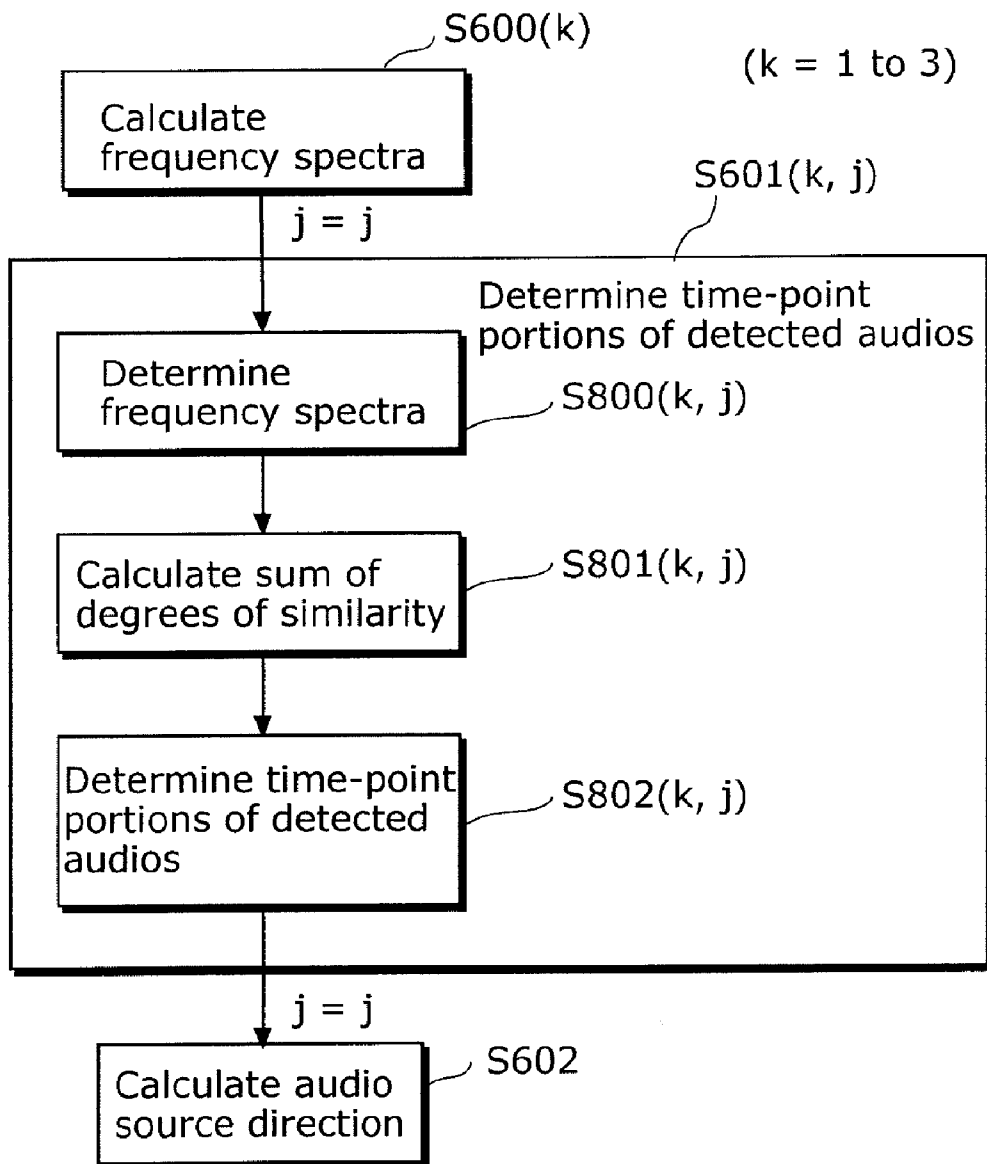 S600(k)
(k = 1 to 3)
Calculate
frequency spectra
S601(k, j)
j = j
Determine time-point
portions of detected audios
Determine
frequency spectra
S800(k, j)
Calculate sum of
degrees of similarity
S801(k, j)
Determine time-point
portions of detected
audios
S802(k, j)
j = j
S602
Calculate audio
source direction